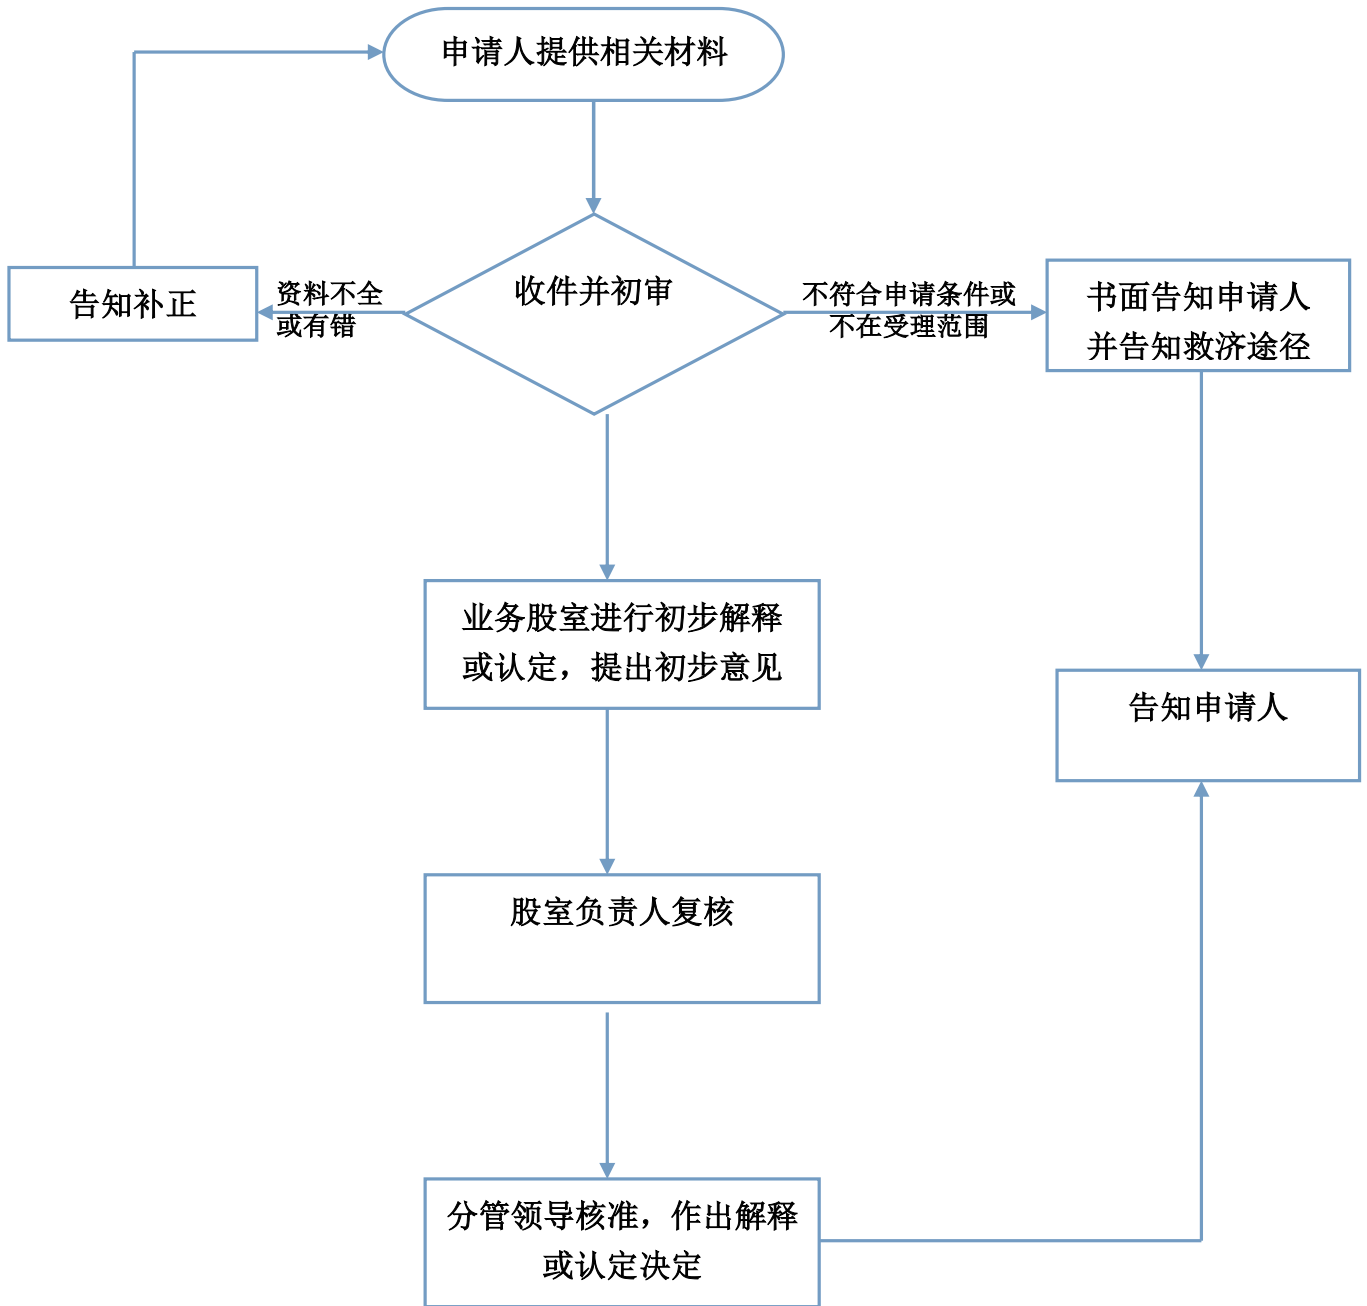 申请人提供相关材料
收件并初审
资料不全
或有错
告知补正
不符合申请条件或
不在受理范围
书面告知申请人
并告知救济途径
业务股室进行初步解释
或认定，提出初步意见
告知申请人
股室负责人复核
分管领导核准，作出解释
或认定决定